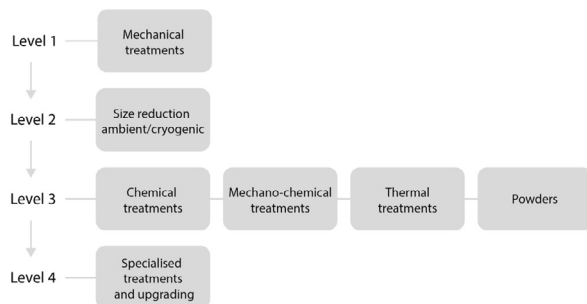 Level 1
Mechanical
treatments
Level 2
Size reduction
ambient/cryogenic
Level 3
Chemical
treatments
Mechano-chemical
treatments
Thermal
treatments
Powders
Level 4
Specialised
treatments
and upgrading